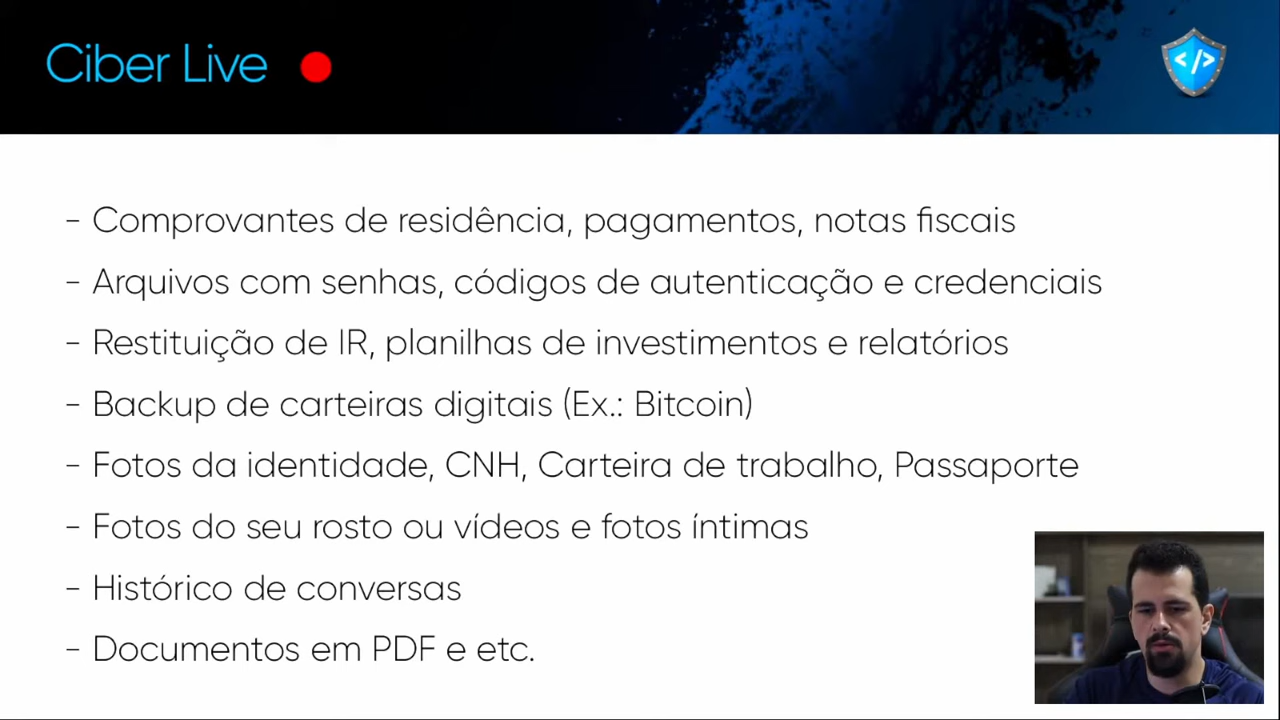 Ciber Live
</>
- Comprovantes de residência, pagamentos, notas fiscais
- Arquivos com senhas, códigos de autenticação e credenciais
- Restituição de IR, planilhas de investimentos e relatórios
- Backup de carteiras digitais (Ex.: Bitcoin)
- Fotos da identidade, CNH, Carteira de trabalho, Passaporte
- Fotos do seu rosto ou vídeos e fotos íntimas
- Histórico de conversas
- Documentos em PDF e etc.